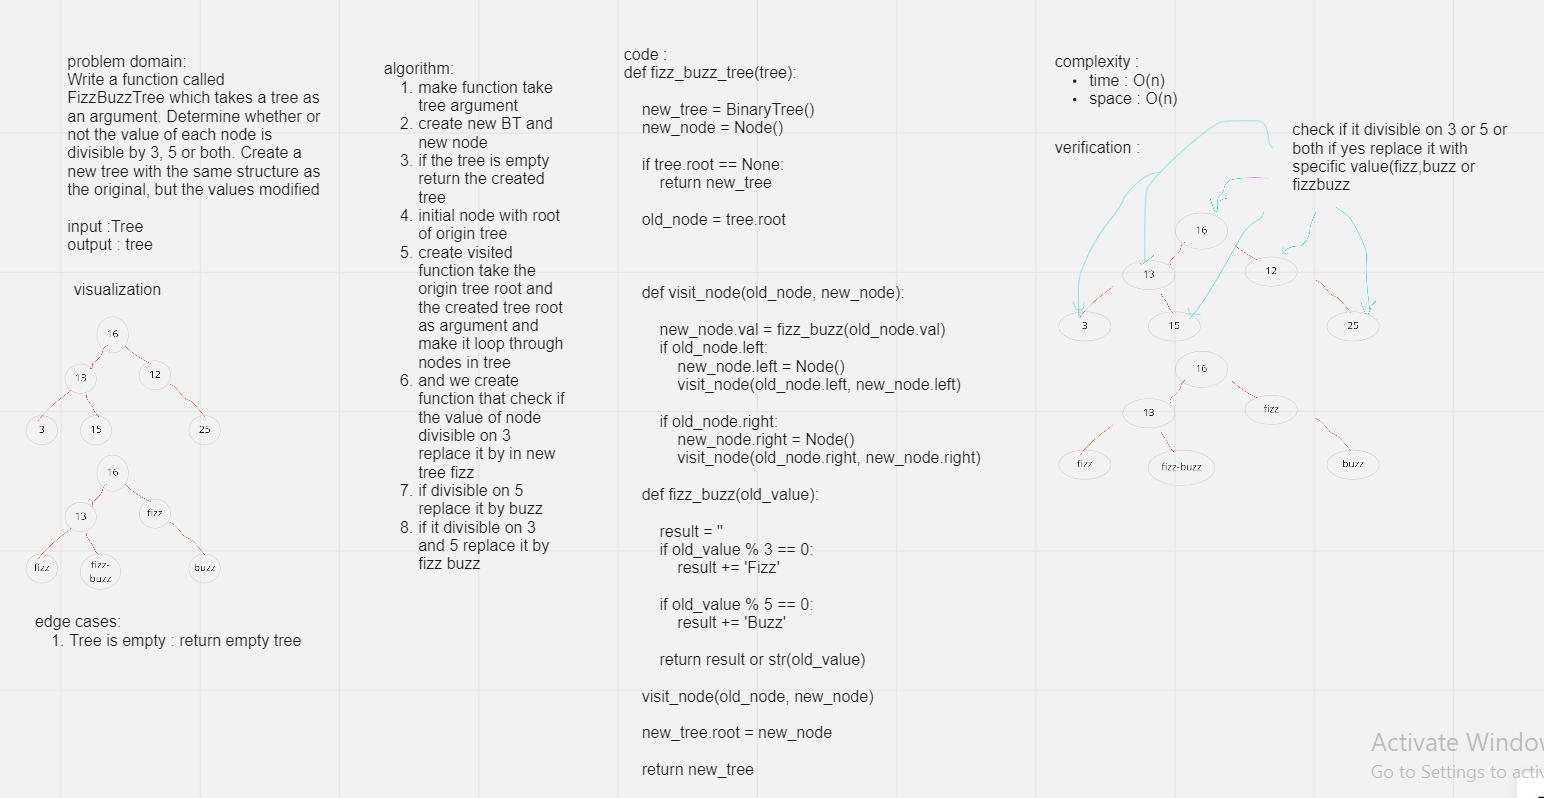 problem domain:
Write a function called
FizzBuzzTree which takes a tree as
an argument. Determine whether or
not the value of each node is
divisible by 3, 5 or both. Create a
new tree with the same structure as
the original, but the values modified
input :Tree
output : tree
visualization
16
13
12
3
15
25
16
13
fizz
fizz
fizz-
buzz
buzz
edge cases:
1. Tree is empty : return empty tree
algorithm:
1. make function take
tree argument
2. create new BT and
new node
3. if the tree is empty
return the created
tree
4. initial node with root
of origin tree
5. create visited
function take the
origin tree root and
the created tree root
as argument and
make it loop through
nodes in tree
6. and we create
function that check if
the value of node
divisible on 3
replace it by in new
tree fizz
7. if divisible on 5
replace it by buzz
8. if it divisible on 3
and 5 replace it by
fizz buzz
code :
def fizz_buzz_tree(tree):
new_tree = BinaryTree()
new_node = Node()
if tree.root == None:
return new_tree
old_node = tree.root
def visit_node(old_node, new_node):
new_node.val = fizz_buzz(old_node.val)
if old_node.left:
new_node.left = Node()
visit_node(old_node.left, new_node.left)
if old_node.right:
new_node.right = Node()
visit_node(old_node.right, new_node.right)
def fizz_buzz(old_value):
result = ''
if old_value % 3 == 0:
result += 'Fizz'
if old_value % 5 == 0:
result += 'Buzz'
return result or str(old_value)
visit_node(old_node, new_node)
new_tree.root = new_node
return new_tree
complexity :
• time : O(n)
• space : O(n)
verification :
check if it divisible on 3 or 5 or
both if yes replace it with
specific value(fizz,buzz or
fizzbuzz
16
13
12
3
15
25
16
13
fizz
fizz
fizz-buzz
buzz
Activate Window
Go to Settings to activ